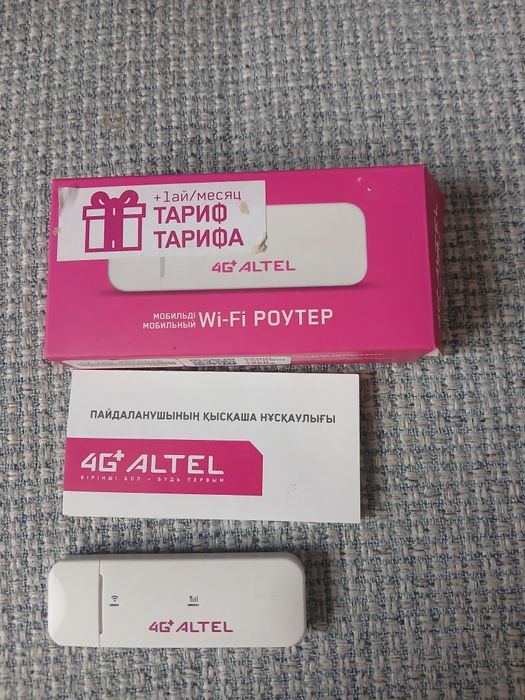 +1ай/месяц
ТАРИФ
ТАРИФА
4G+ ALTEL
МОБИЛЬДІ
МОБИЛЬНЫЙ
Wi-Fi РОУТЕР
ПАЙДАЛАНУШЫНЫҢ ҚЫСҚАША НҰСҚАУЛЫҒЫ
4G+ ALTEL
БІРІНШІ БОЛ • БУДЬ ПЕРВЫМ
4G+ ALTEL